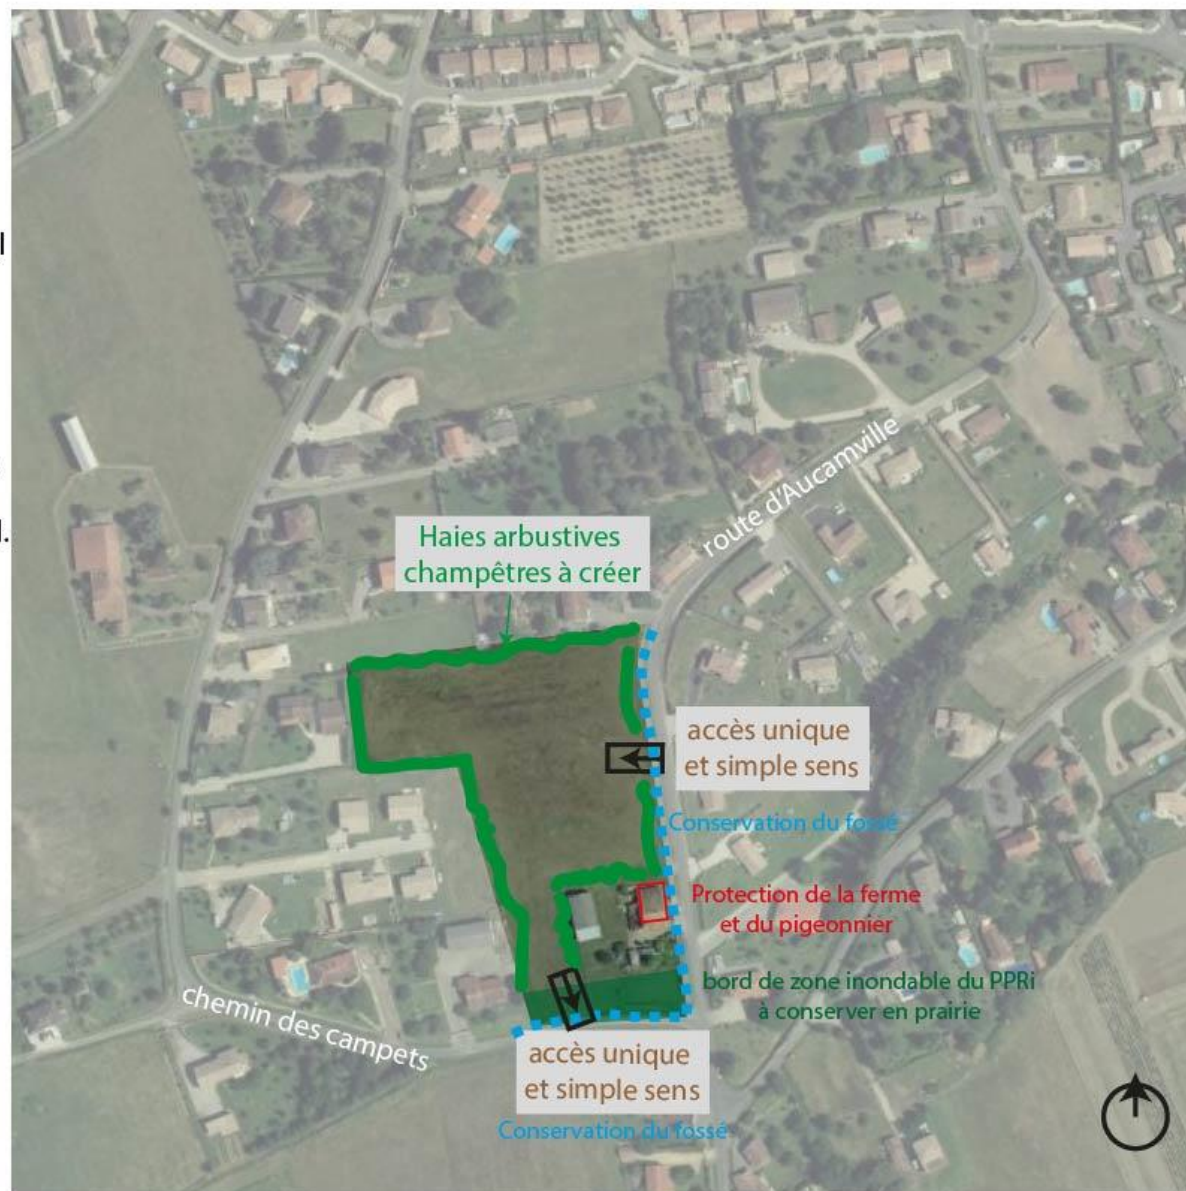 l
l.
route d'Aucamville
Haies arbustives
champêtres à créer
accès unique
et simple sens
Conservation du fossé
Protection de la ferme
et du pigeonnier
bord de zone inondable du PPRi
à conserver en prairie
chemin des campets
accès unique
et simple sens
Conservation du fossé